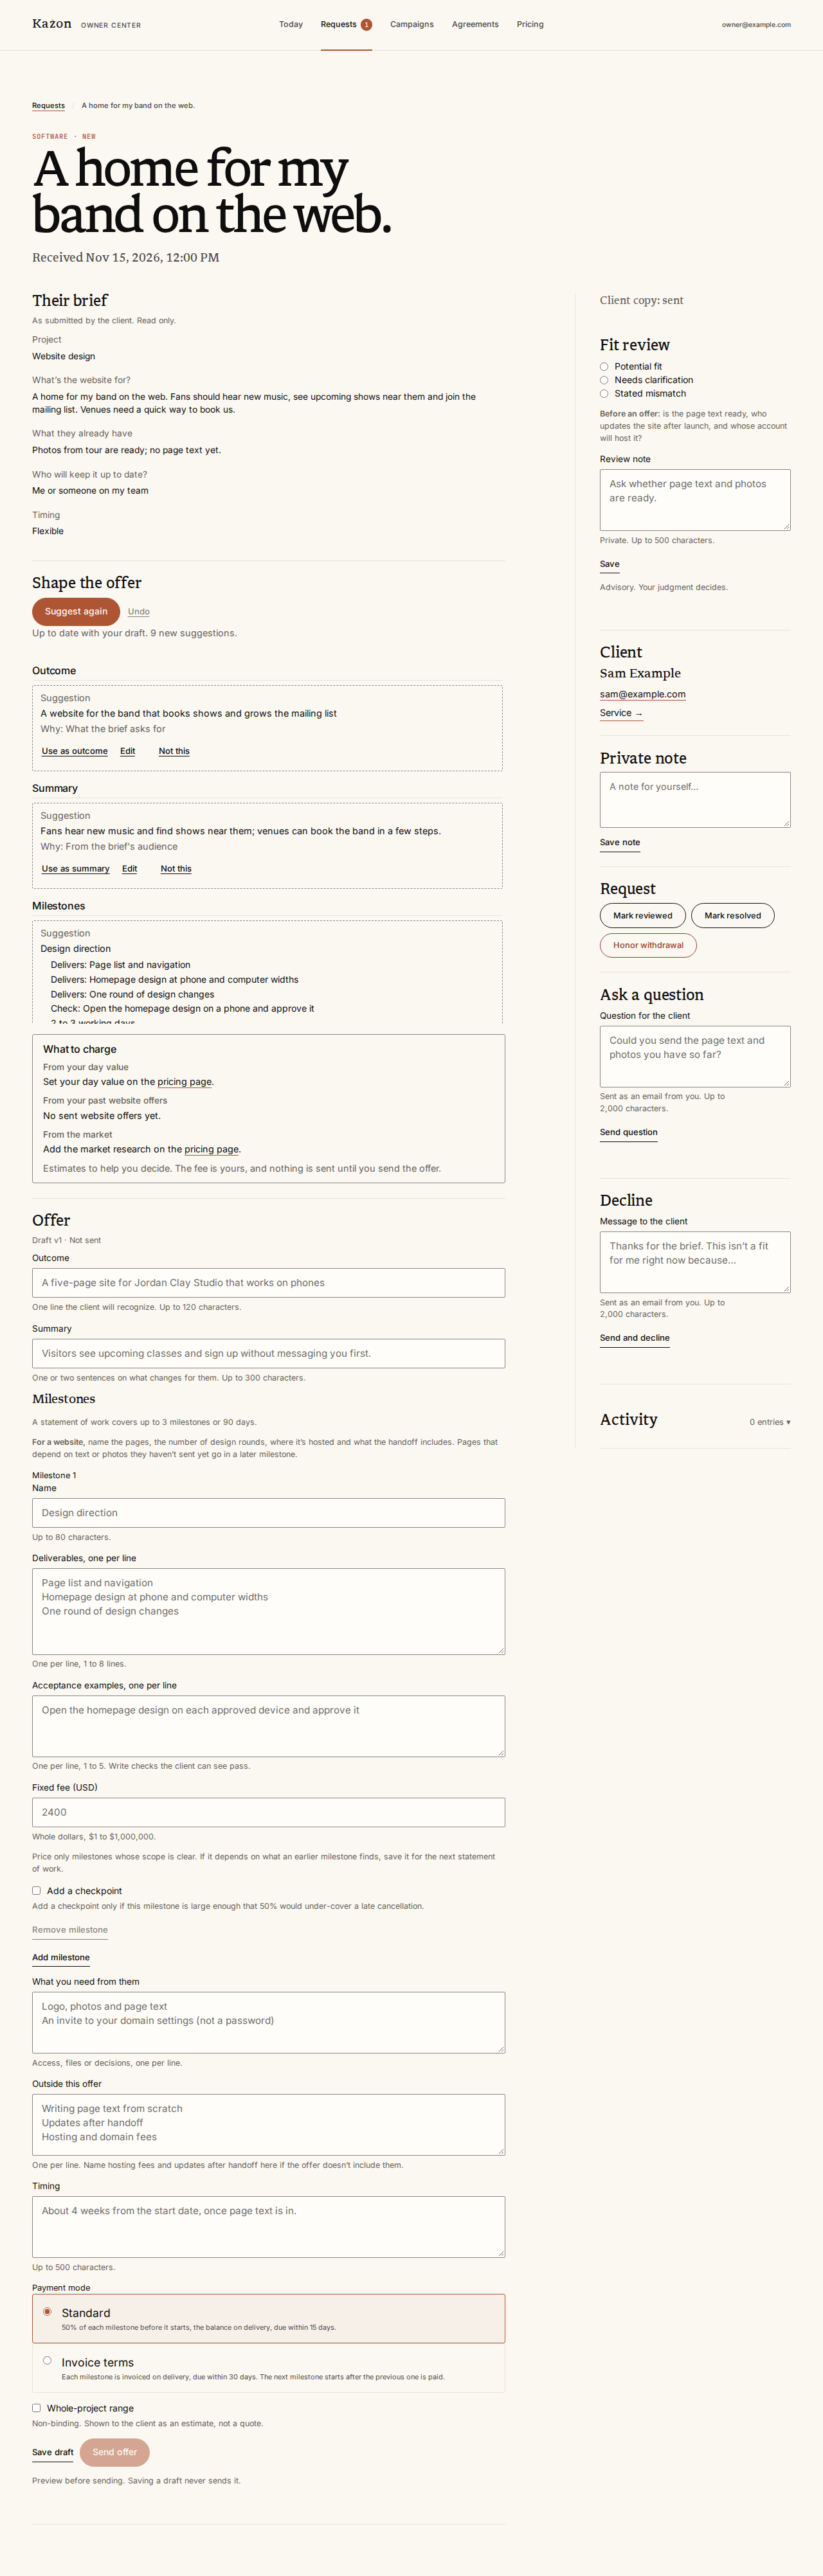 Kazon OWNER CENTER
Today Requests 1 Campaigns Agreements Pricing
owner@example.com
Requests A home for my band on the web.
SOFTWARE · NEW
A home for my
band on the web.
Received Nov 15, 2026, 12:00 PM
Their brief
As submitted by the client. Read only.
Project
Website design
What's the website for?
A home for my band on the web. Fans should hear new music, see upcoming shows near them and join the
mailing list. Venues need a quick way to book us.
What they already have
Photos from tour are ready; no page text yet.
Who will keep it up to date?
Me or someone on my team
Timing
Flexible
Shape the offer
Suggest again Undo
Up to date with your draft. 9 new suggestions.
Outcome
Suggestion
A website for the band that books shows and grows the mailing list
Why: What the brief asks for
Use as outcome Edit Not this
Summary
Suggestion
Fans hear new music and find shows near them; venues can book the band in a few steps.
Why: From the brief's audience
Use as summary Edit Not this
Milestones
Suggestion
Design direction
Delivers: Page list and navigation
Delivers: Homepage design at phone and computer widths
Delivers: One round of design changes
Check: Open the homepage design on a phone and approve it
2 to 3 working days
What to charge
From your day value
Set your day value on the pricing page.
From your past website offers
No sent website offers yet.
From the market
Add the market research on the pricing page.
Estimates to help you decide. The fee is yours, and nothing is sent until you send the offer.
Offer
Draft v1 · Not sent
Outcome
A five-page site for Jordan Clay Studio that works on phones
One line the client will recognize. Up to 120 characters.
Summary
Visitors see upcoming classes and sign up without messaging you first.
One or two sentences on what changes for them. Up to 300 characters.
Milestones
A statement of work covers up to 3 milestones or 90 days.
For a website, name the pages, the number of design rounds, where it's hosted and what the handoff includes. Pages that
depend on text or photos they haven't sent yet go in a later milestone.
Milestone 1
Name
Design direction
Up to 80 characters.
Deliverables, one per line
Page list and navigation
Homepage design at phone and computer widths
One round of design changes
One per line, 1 to 8 lines.
Acceptance examples, one per line
Open the homepage design on each approved device and approve it
One per line, 1 to 5. Write checks the client can see pass.
Fixed fee (USD)
2400
Whole dollars, $1 to $1,000,000.
Price only milestones whose scope is clear. If it depends on what an earlier milestone finds, save it for the next statement
of work.
Add a checkpoint
Add a checkpoint only if this milestone is large enough that 50% would under-cover a late cancellation.
Remove milestone
Add milestone
What you need from them
Logo, photos and page text
An invite to your domain settings (not a password)
Access, files or decisions, one per line.
Outside this offer
Writing page text from scratch
Updates after handoff
Hosting and domain fees
One per line. Name hosting fees and updates after handoff here if the offer doesn't include them.
Timing
About 4 weeks from the start date, once page text is in.
Up to 500 characters.
Payment mode
Standard
50% of each milestone before it starts, the balance on delivery, due within 15 days.
Invoice terms
Each milestone is invoiced on delivery, due within 30 days. The next milestone starts after the previous one is paid.
Whole-project range
Non-binding. Shown to the client as an estimate, not a quote.
Save draft Send offer
Preview before sending. Saving a draft never sends it.
Client copy: sent
Fit review
Potential fit
Needs clarification
Stated mismatch
Before an offer: is the page text ready, who
updates the site after launch, and whose account
will host it?
Review note
Ask whether page text and photos
are ready.
Private. Up to 500 characters.
Save
Advisory. Your judgment decides.
Client
Sam Example
sam@example.com
Service →
Private note
A note for yourself...
Save note
Request
Mark reviewed Mark resolved
Honor withdrawal
Ask a question
Question for the client
Could you send the page text and
photos you have so far?
Sent as an email from you. Up to
2,000 characters.
Send question
Decline
Message to the client
Thanks for the brief. This isn't a fit
for me right now because...
Sent as an email from you. Up to
2,000 characters.
Send and decline
Activity 0 entries ▾